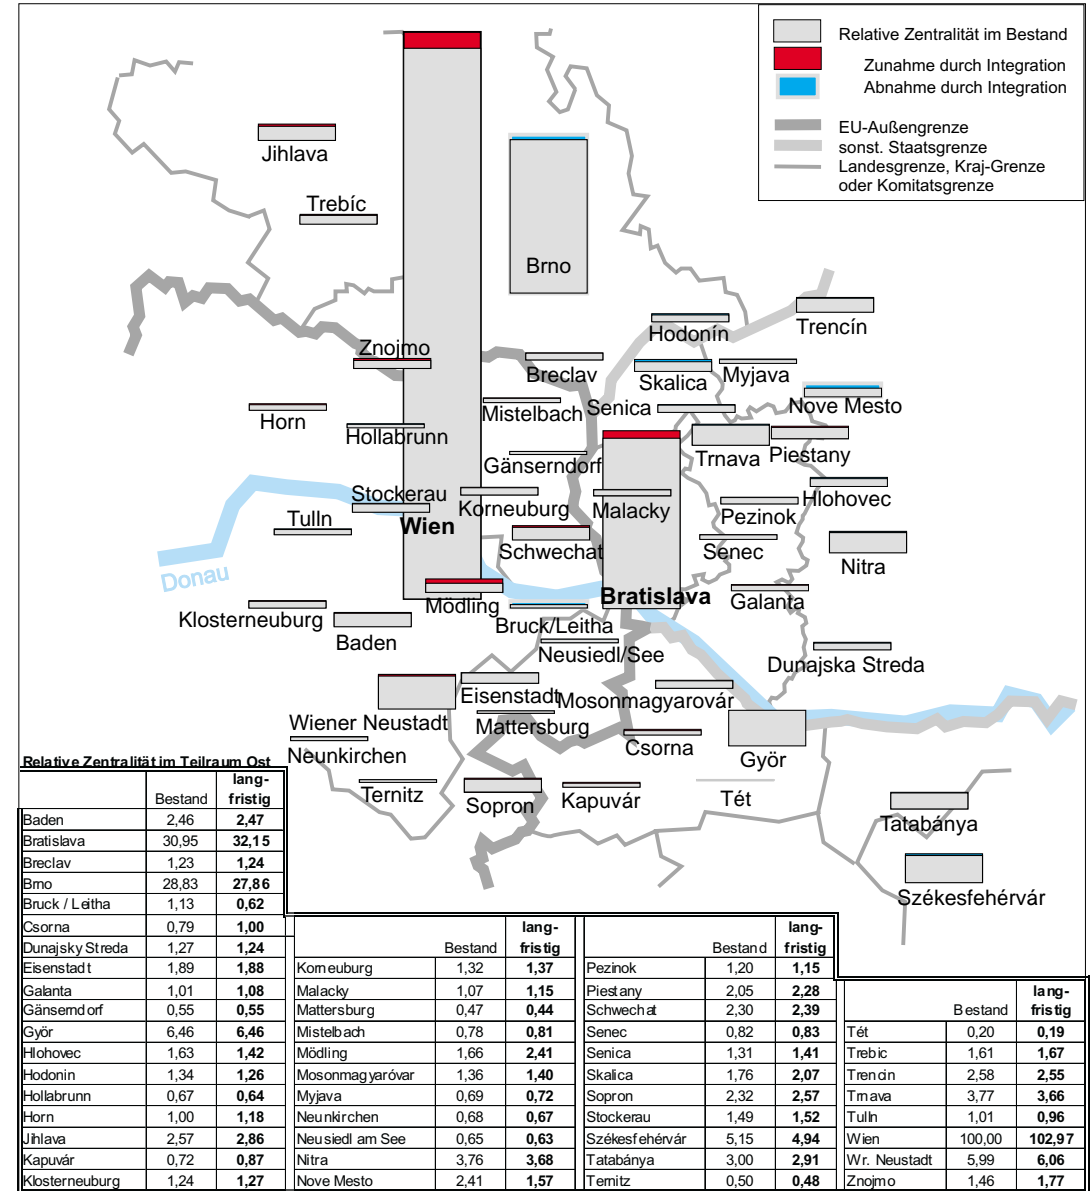 Relative Zentralität im Bestand
Zunahme durch Integration
Abnahme durch Integration
EU-Außengrenze
sonst. Staatsgrenze
Landesgrenze, Kraj-Grenze
oder Komitatsgrenze
Jihlava
Trebíc
Brno
Hodonín
Trencín
Znojmo
Breclav
Skalica
Myjava
Horn
Mistelbach
Senica
Nove Mesto
Hollabrunn
Gänserndorf
Trnava
Piestany
Stockerau
Korneburg
Malacky
Pezinok
Hlohovec
Tulln
Wien
Schwechat
Senec
Nitra
Donau
Klosterneuburg
Baden
Mödling
Bruck/Leitha
Bratislava
Galanta
Neusiedl/See
Dunajska Streda
Wiener Neustadt
Eisenstadt
Mosonmagyarovár
Mattersburg
Neunkirchen
Csorna
Györ
Ternitz
Sopron
Kapuvár
Tét
Tatabánya
Székesfehérvár
Relative Zentralität im Teilraum Ost
Bestand lang-fristig
Baden 2,46 2,47
Bratislava 30,95 32,15
Breclav 1,23 1,24
Brno 28,83 27,86
Bruck / Leitha 1,13 0,62
Csorna 0,79 1,00
Dunajsky Streda 1,27 1,24
Eisenstadt 1,89 1,88
Galanta 1,01 1,08
Gänserndorf 0,55 0,55
Györ 6,46 6,46
Hlohovec 1,63 1,42
Hodonin 1,34 1,26
Hollabrunn 0,67 0,64
Horn 1,00 1,18
Jihlava 2,57 2,86
Kapuvár 0,72 0,87
Klosterneuburg 1,24 1,27
Bestand lang-fristig
Korneuburg 1,32 1,37
Malacky 1,07 1,15
Mattersburg 0,47 0,44
Mistelbach 0,78 0,81
Mödling 1,66 2,41
Mosonmagyaróvar 1,36 1,40
Myjava 0,69 0,72
Neunkirchen 0,68 0,67
Neusiedl am See 0,65 0,63
Nitra 3,76 3,68
Nove Mesto 2,41 1,57
Bestand lang-fristig
Pezinok 1,20 1,15
Piestany 2,05 2,28
Schwechat 2,30 2,39
Senec 0,82 0,83
Senica 1,31 1,41
Skalica 1,76 2,07
Sopron 2,32 2,57
Stockerau 1,49 1,52
Székesfehérvár 5,15 4,94
Tatabánya 3,00 2,91
Ternitz 0,50 0,48
Bestand lang-fristig
Tét 0,20 0,19
Trebic 1,61 1,67
Trencin 2,58 2,55
Trnava 3,77 3,66
Tulln 1,01 0,96
Wien 100,00 102,97
Wr. Neustadt 5,99 6,06
Znojmo 1,46 1,77